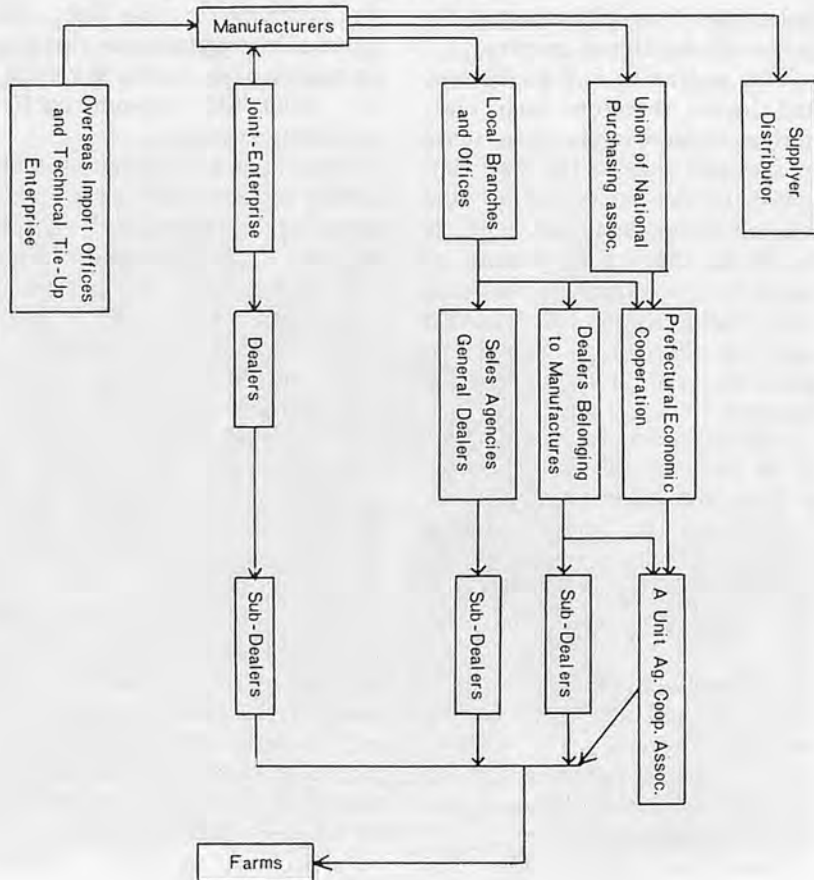 Manufacturers
Overseas Import Offices
and Technical Tie-Up
Enterprise
Joint-Enterprise
Local Branches
and Offices
Union of National
Purchasing assoc.
Supplyer
Distributor
Dealers
Seles Agencies
General Dealers
Dealers Belonging
to Manufactures
Prefectural Economic
Cooperation
Sub-Dealers
Sub-Dealers
Sub-Dealers
A Unit Ag. Coop. Assoc.
Farms